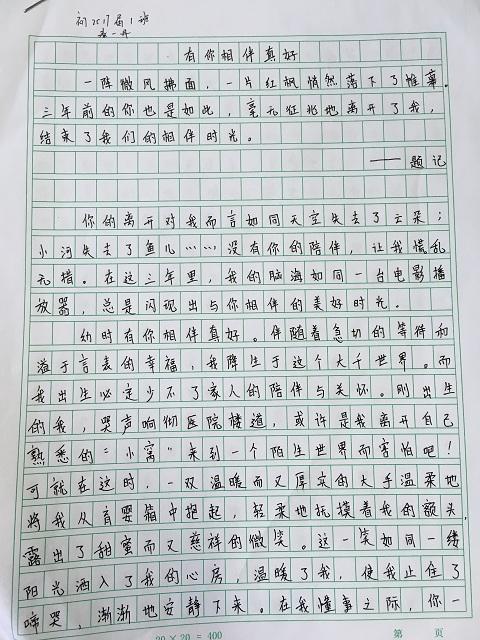 初2517届1班
有你相伴真好
一阵微风拂面,一片红枫悄然落下了帷幕。
三年前的你也是如此,毫无征兆地离开了我,
结束了我们的相伴时光。
——题记
你的离开对我而言如同天空失去了云朵;
小河失去了鱼儿……没有你的陪伴,让我慌乱
无措。在这三年里,我的脑海如同一台电影播
放器,总是闪现出与你相伴的美好时光。
幼时有你相伴真好。伴随着急切的等待和
溢于言表的幸福,我降生于这个大千世界。而
我出生必定少不了家人的陪伴与关怀。刚出生
的我,哭声响彻医院楼道,或许是我离开自己
熟悉的“小窝”来到一个陌生世界而害怕吧!
可就在这时,一双温暖而又厚实的大手温柔地
将我从育婴箱中抱起,轻柔地抚摸着我的额头,
露出了甜蜜而又慈祥的微笑。这一笑如同一缕
阳光洒入了我的心房,温暖了我,使我止住了
啼哭,渐渐地安静下来。在我懂事之际,你一
20×20=400
第 页